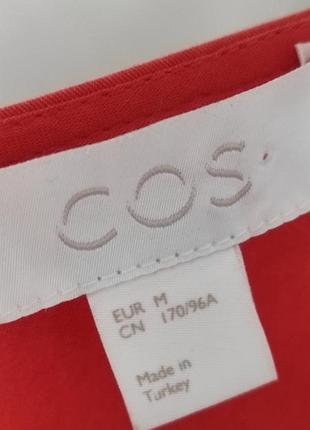 COS
EUR M
CN 170/96A
Made in
Turkey